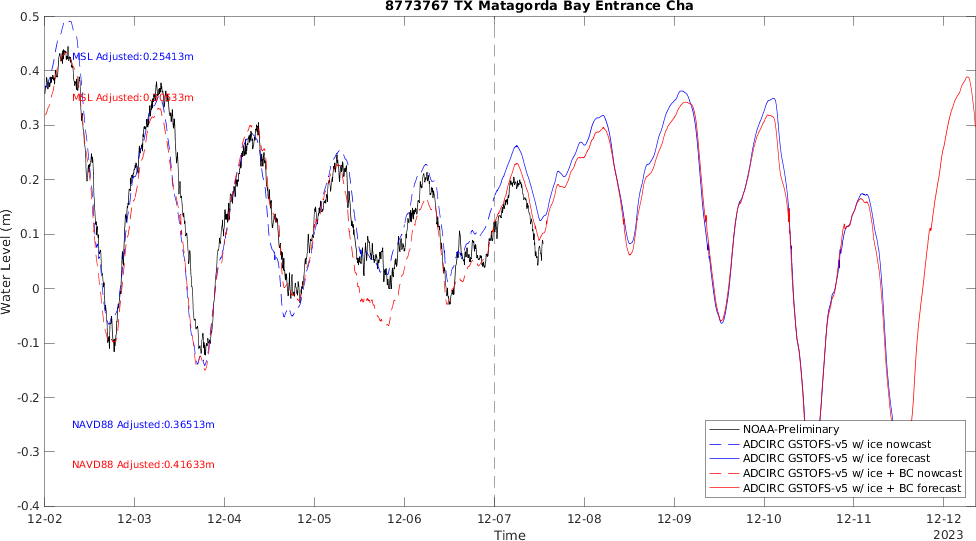 8773767 TX Matagorda Bay Entrance Cha
0.5
0.4
0.3
0.2
0.1
0
-0.1
-0.2
-0.3
-0.4
Water Level (m)
MSL Adjusted:0.25413m
MSL Adjusted:
NAVD88 Adjusted:0.36513m
NAVD88 Adjusted:0.41633m
NOAA-Preliminary
ADCIRC GSTOFS-v5 w/ ice nowcast
ADCIRC GSTOFS-v5 w/ ice forecast
ADCIRC GSTOFS-v5 w/ ice + BC nowcast
ADCIRC GSTOFS-v5 w/ ice + BC forecast
12-02 12-03 12-04 12-05 12-06 12-07 12-08 12-09 12-10 12-11 12-12
Time
2023